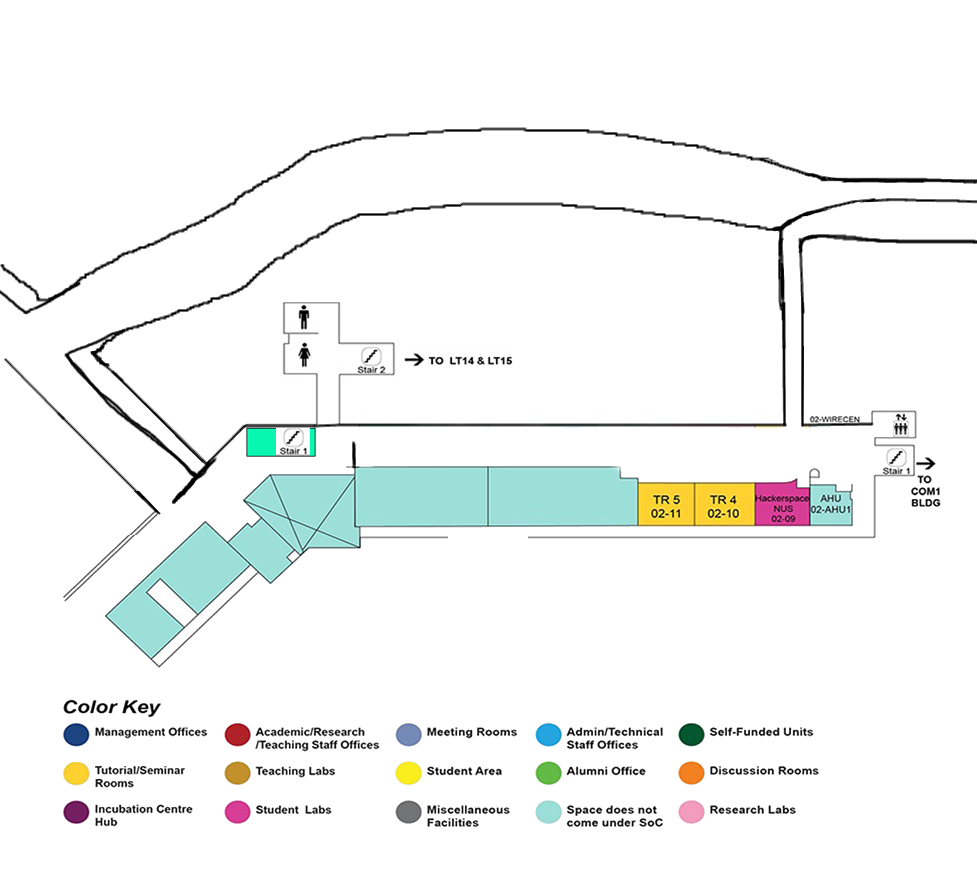 Stair 2
TO LT14 & LT15
02-WIRECEN
Stair 1
Stair 1
TO
COM1
BLDG
TR 5
02-11
TR 4
02-10
Hackerspace
NUS
02-09
AHU
02-AHU1
Color Key
Management Offices
Academic/Research
/Teaching Staff Offices
Meeting Rooms
Admin/Technical
Staff Offices
Self-Funded Units
Tutorial/Seminar
Rooms
Teaching Labs
Student Area
Alumni Office
Discussion Rooms
Incubation Centre
Hub
Student Labs
Miscellaneous
Facilities
Space does not
come under SoC
Research Labs